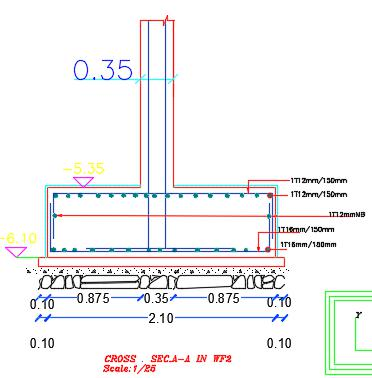 0.35
-5.35
1T12mm/150mm
1T12mm/150mm
1T12mmNB
-6.10
1T16mm/150mm
1T16mm/180mm
0.10 0.875 0.35 0.875 0.10
2.10
0.10 0.10
CROSS . SEC.A-A IN WF2
Scale:1/25
r